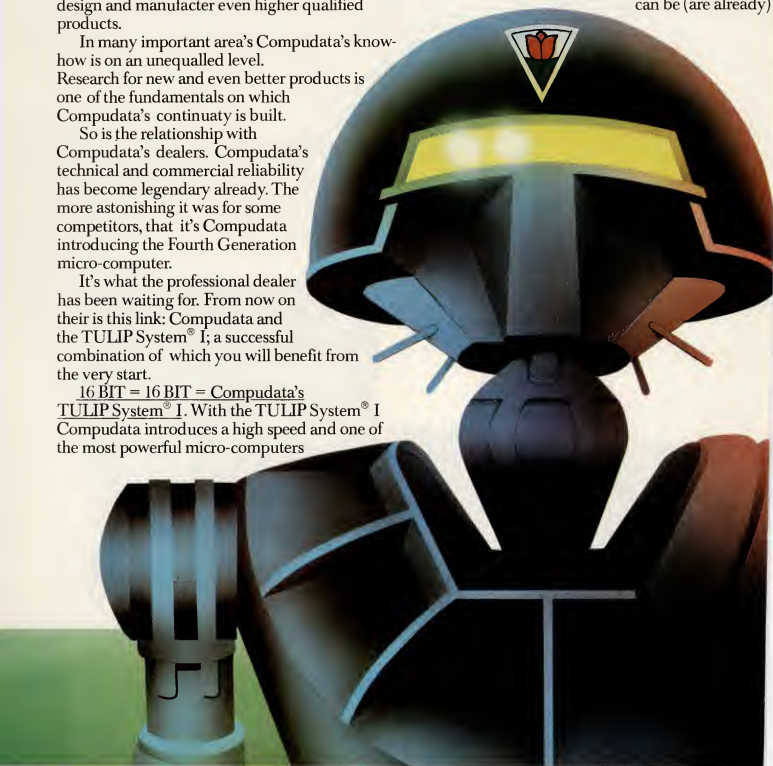 design and manufacter even higher qualified
products.
In many important area's Compudata's know-
how is on an unequalled level.
Research for new and even better products is
one of the fundamentals on which
Compudata's continuaty is built.
So is the relationship with
Compudata's dealers. Compudata's
technical and commercial reliability
has become legendary already. The
more astonishing it was for some
competitors, that it's Compudata
introducing the Fourth Generation
micro-computer.
It's what the professional dealer
has been waiting for. From now on
their is this link: Compudata and
the TULIP System® I; a successful
combination of which you will benefit from
the very start.
16 BIT = 16 BIT = Compudata's
TULIP System® I. With the TULIP System® I
Compudata introduces a high speed and one of
the most powerful micro-computers
can be (are already)